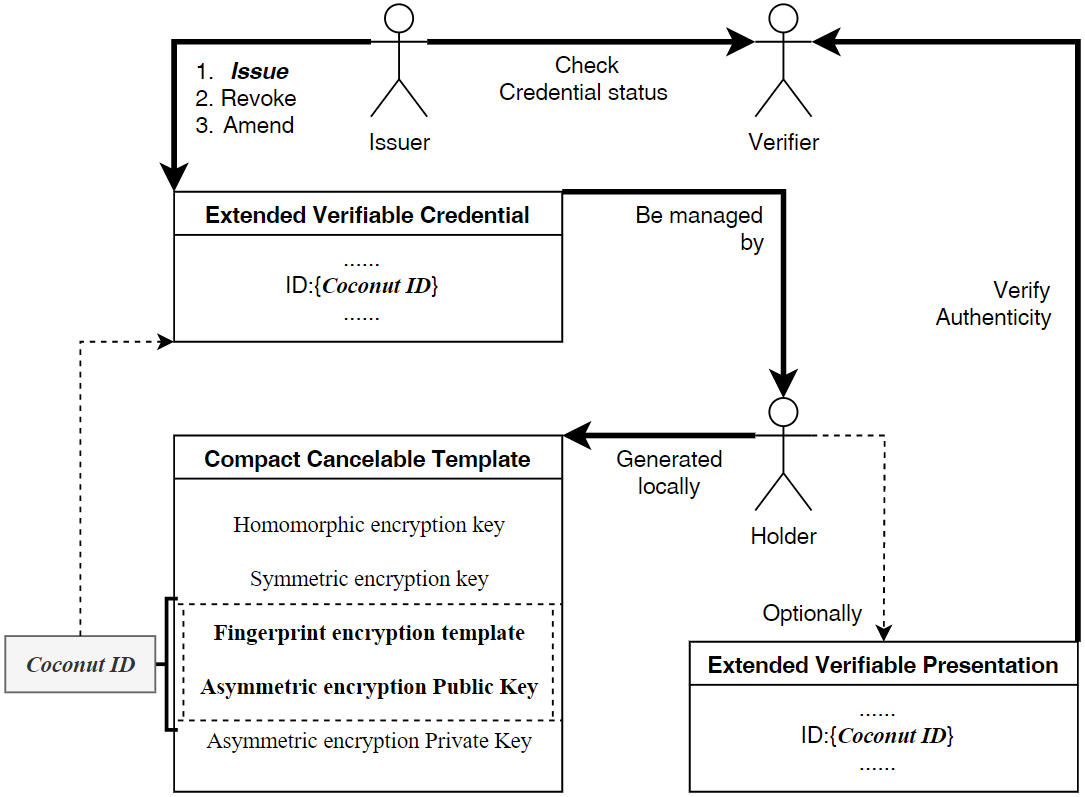 1. Issue
2. Revoke
3. Amend
Issuer
Check
Credential status
Verifier
Extended Verifiable Credential
......
ID:{Coconut ID}
......
Be managed
by
Verify
Authenticity
Compact Cancelable Template
Homomorphic encryption key
Symmetric encryption key
Fingerprint encryption template
Asymmetric encryption Public Key
Asymmetric encryption Private Key
Coconut ID
Generated
locally
Holder
Optionally
Extended Verifiable Presentation
......
ID:{Coconut ID}
......